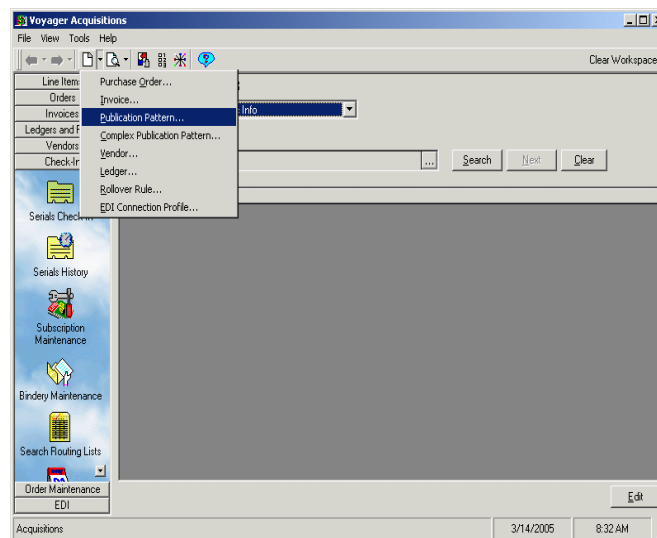 Voyager Acquisitions
File View Tools Help
Clear Workspace
Line Item
Orders
Invoices
Ledgers and F
Vendors
Check-Ir
Purchase Order...
Invoice...
Publication Pattern...
Complex Publication Pattern...
Vendor...
Ledger...
Rollover Rule...
EDI Connection Profile...
Info
... Search Next Clear
Serials Check-In
Serials History
Subscription
Maintenance
Bindery Maintenance
Search Routing Lists
Order Maintenance
EDI
Edit
Acquisitions 3/14/2005 8:32 AM